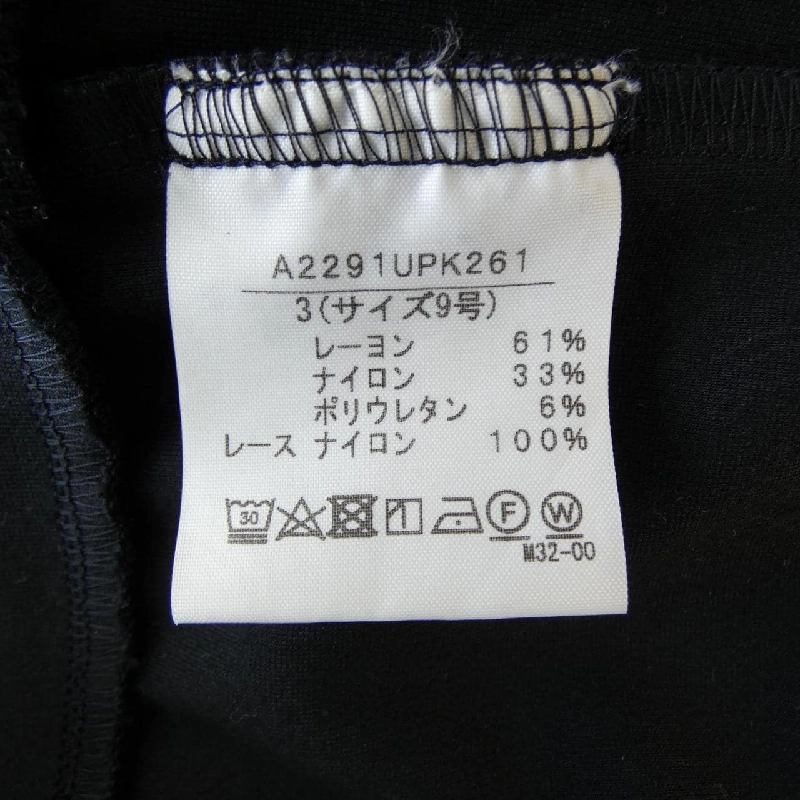 A2291UPK261
3(サイズ9号)
レーヨン 61%
ナイロン 33%
ポリウレタン 6%
レース ナイロン 100%
30 F W
M32-00